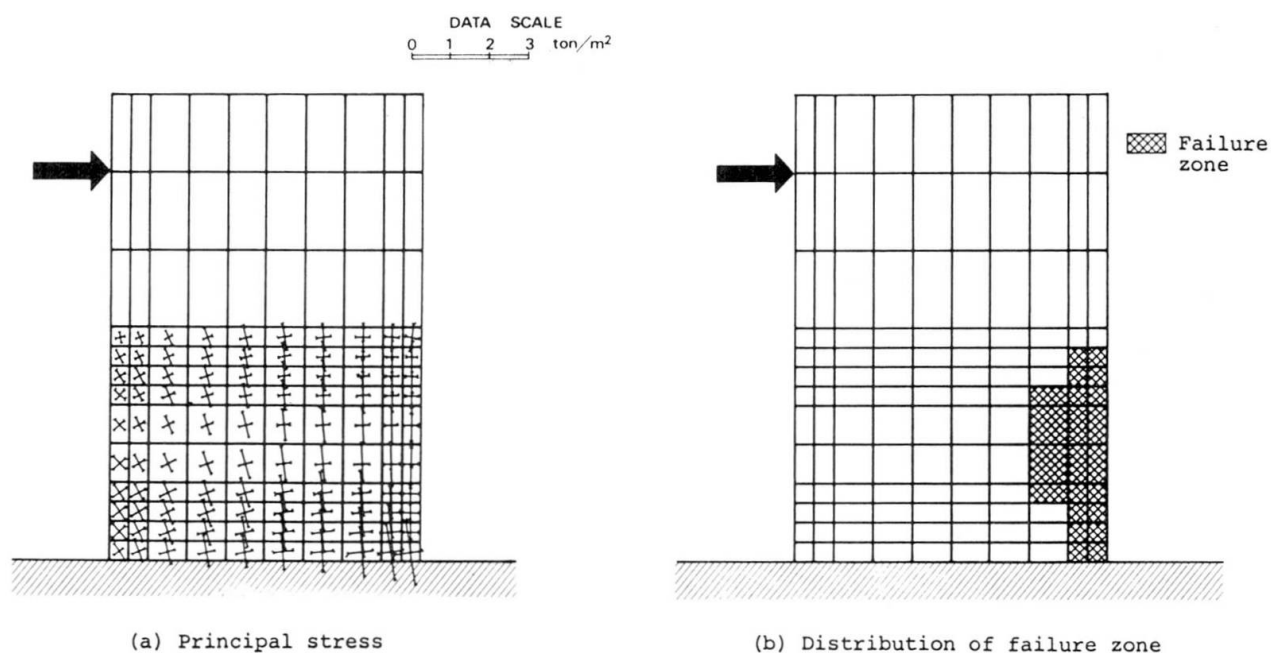 DATA SCALE
0 1 2 3 ton/m²
Failure
zone
(a) Principal stress
(b) Distribution of failure zone